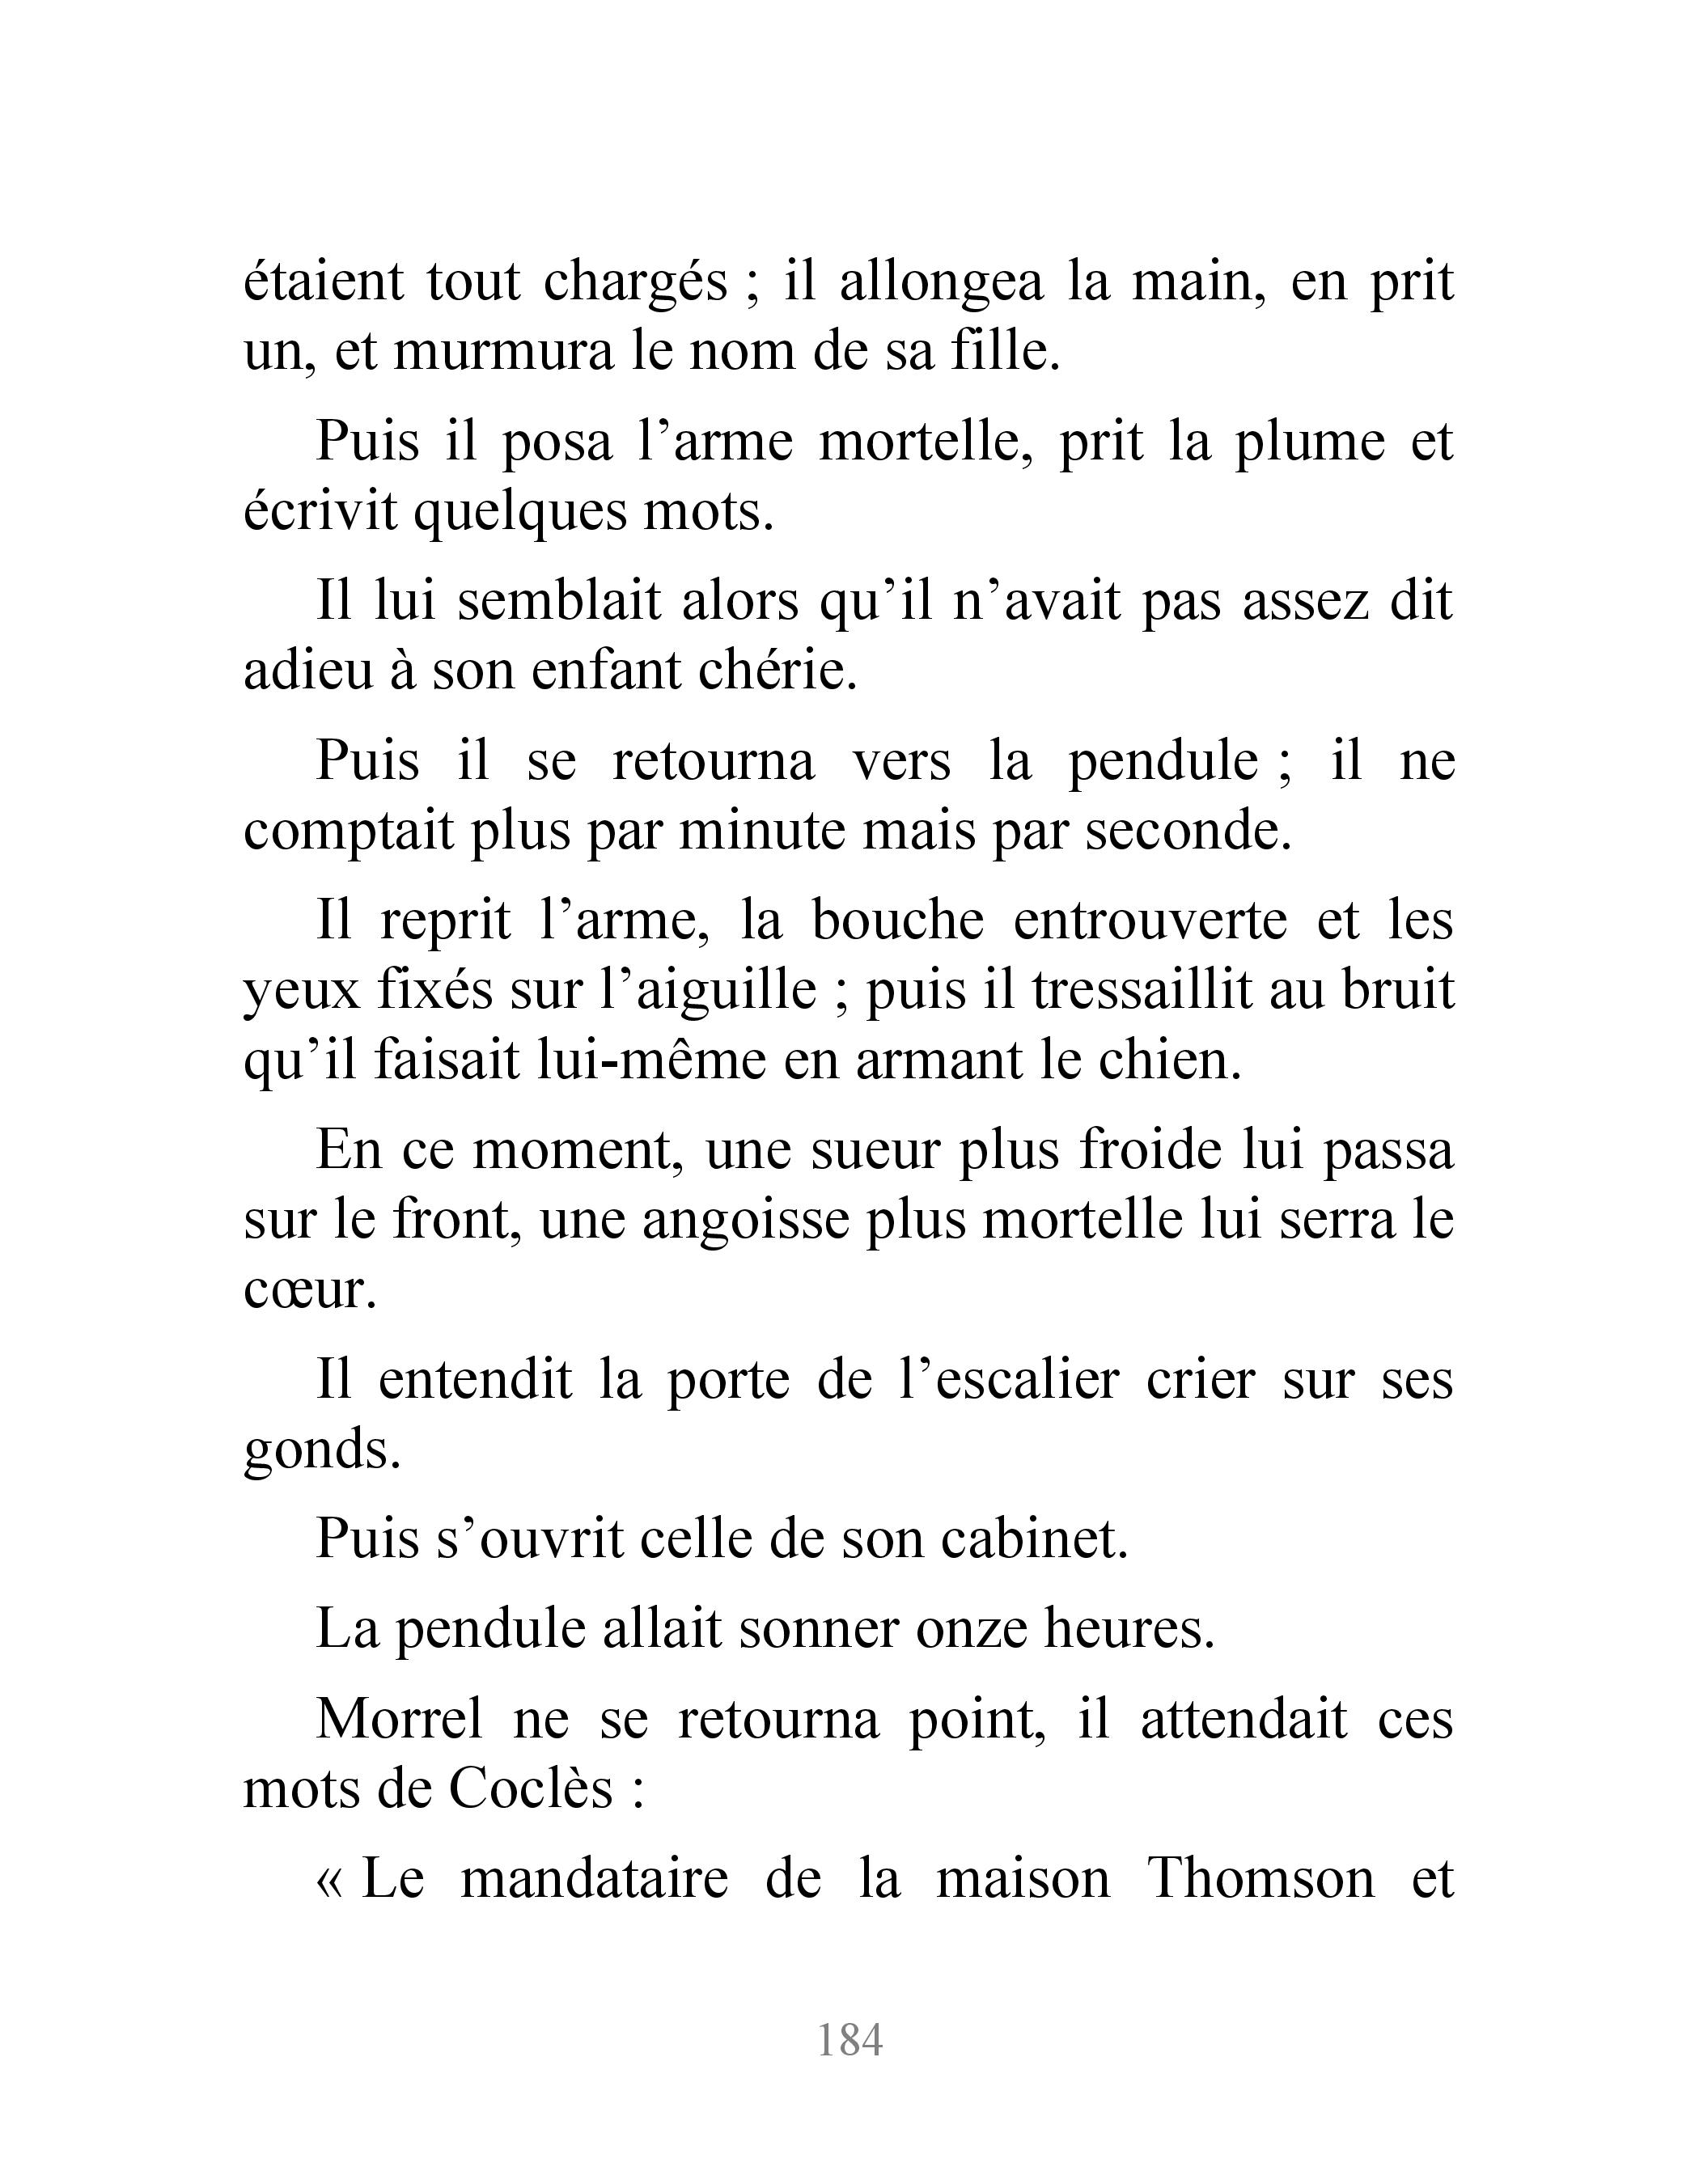 étaient tout chargés ; il allongea la main, en prit
un, et murmura le nom de sa fille.
Puis il posa l’arme mortelle, prit la plume et
écrivit quelques mots.
Il lui semblait alors qu’il n’avait pas assez dit
adieu à son enfant chérie.
Puis il se retourna vers la pendule ; il ne
comptait plus par minute mais par seconde.
Il reprit l’arme, la bouche entrouverte et les
yeux fixés sur l’aiguille ; puis il tressaillit au bruit
qu’il faisait lui-même en armant le chien.
En ce moment, une sueur plus froide lui passa
sur le front, une angoisse plus mortelle lui serra le
cœur.
Il entendit la porte de l’escalier crier sur ses
gonds.
Puis s’ouvrit celle de son cabinet.
La pendule allait sonner onze heures.
Morrel ne se retourna point, il attendait ces
mots de Coclès :
« Le mandataire de la maison Thomson et
184